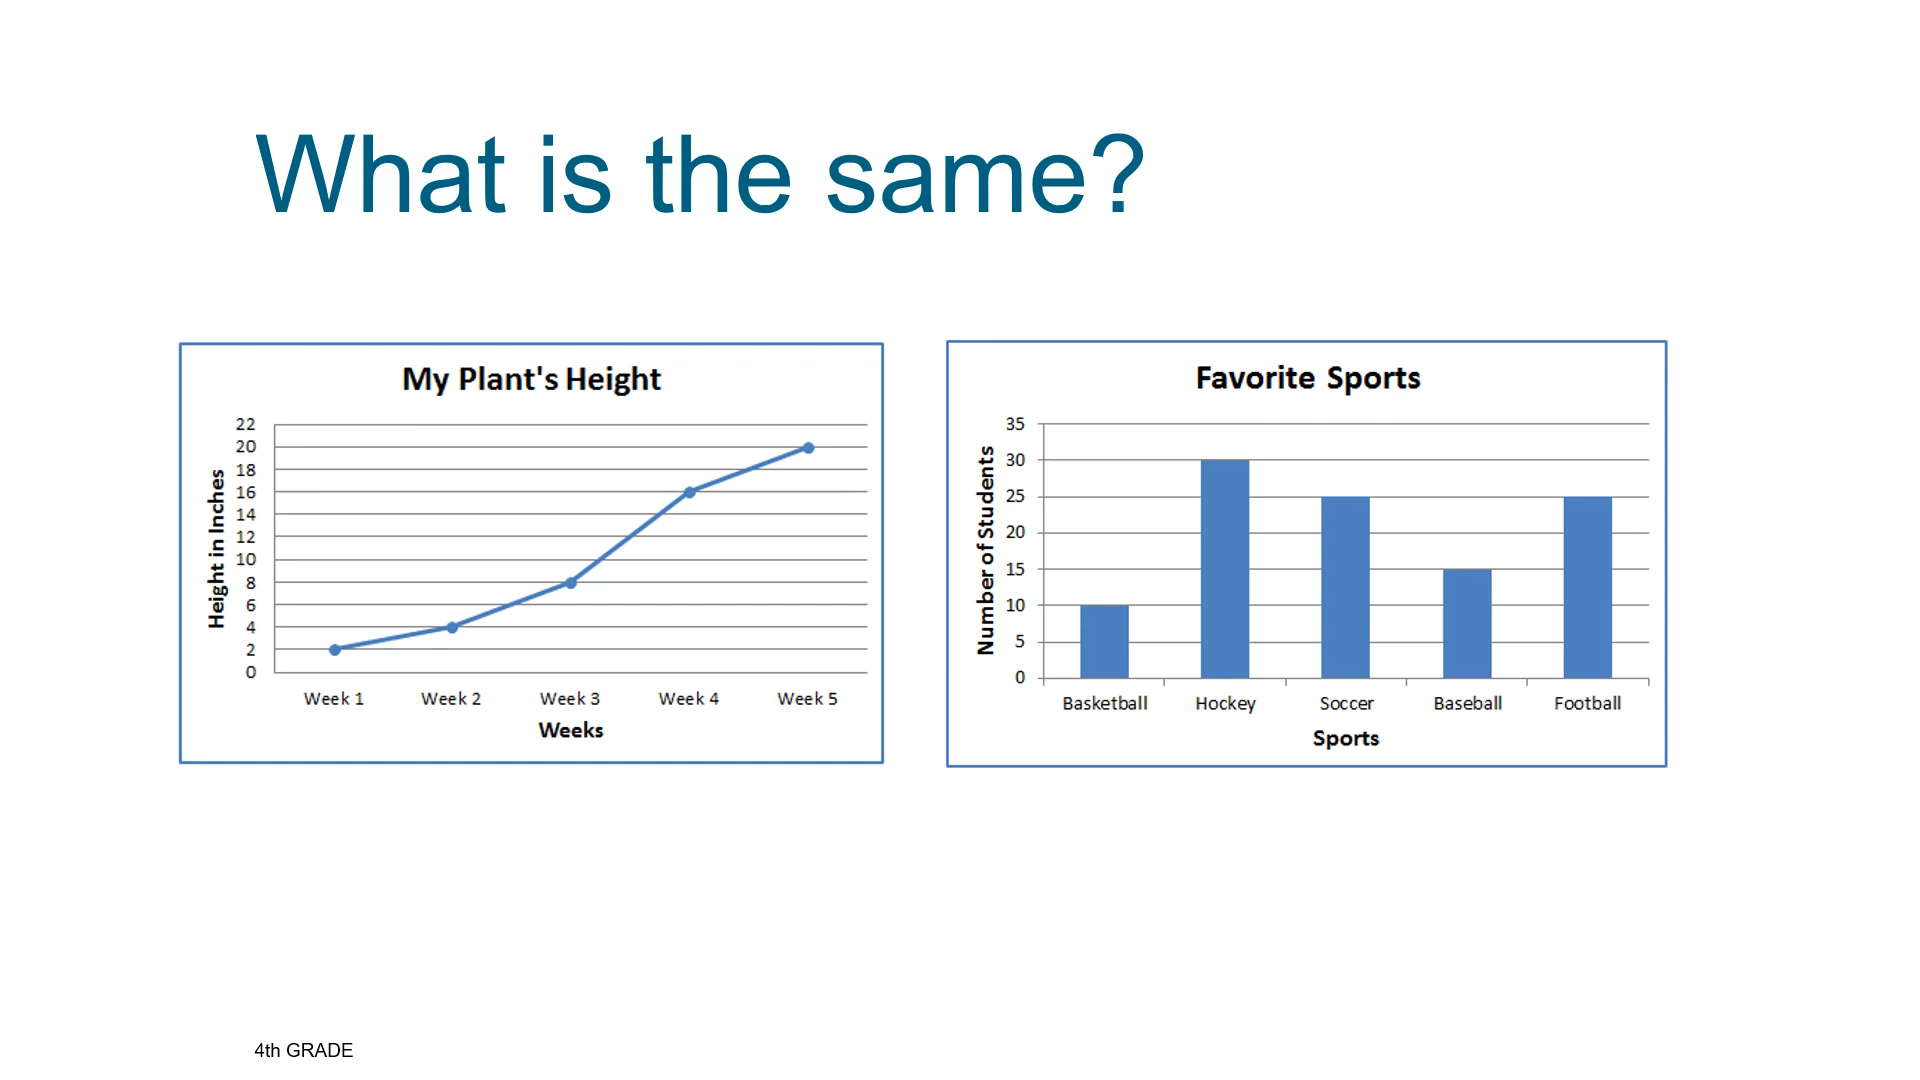 What is the same?
My Plant's Height
Height in Inches
22
20
18
16
14
12
10
8
6
4
2
0
Week 1 Week 2 Week 3 Week 4 Week 5
Weeks
Favorite Sports
Number of Students
35
30
25
20
15
10
5
0
Basketball Hockey Soccer Baseball Football
Sports
4th GRADE